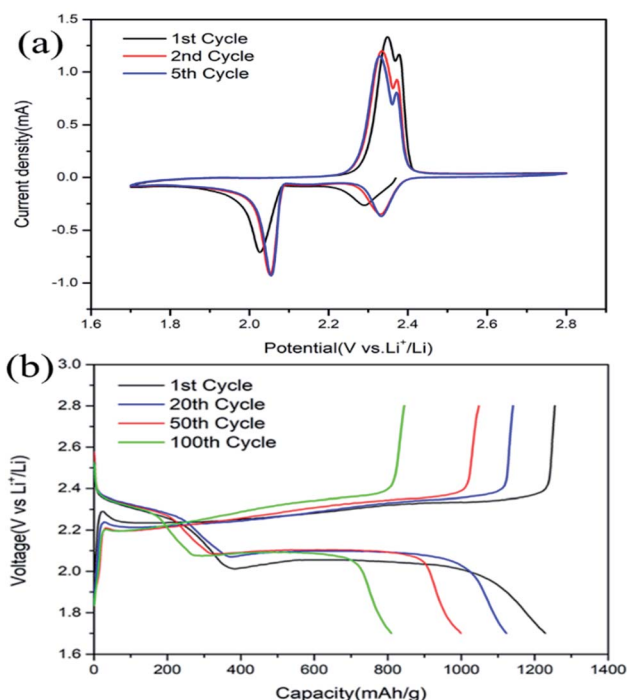 (a)
1st Cycle
2nd Cycle
5th Cycle
1.5
1.0
0.5
0.0
-0.5
-1.0
Current density(mA)
1.6 1.8 2.0 2.2 2.4 2.6 2.8
Potential(V vs.Li⁺/Li)
(b)
1st Cycle
20th Cycle
50th Cycle
100th Cycle
3.0
2.8
2.6
2.4
2.2
2.0
1.8
1.6
Voltage(V vs Li⁺/Li)
0 200 400 600 800 1000 1200 1400
Capacity(mAh/g)